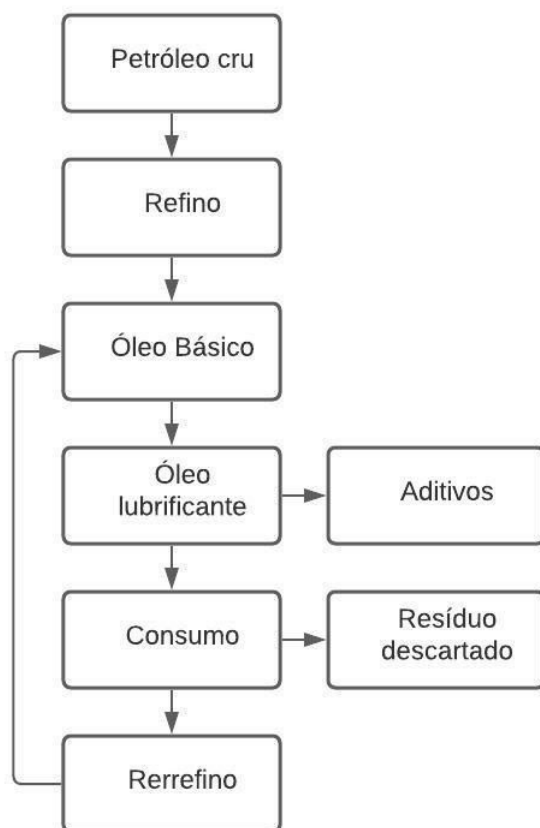 Petróleo cru
Refino
Óleo Básico
Óleo
lubrificante
Aditivos
Consumo
Resíduo
descartado
Rerrefino